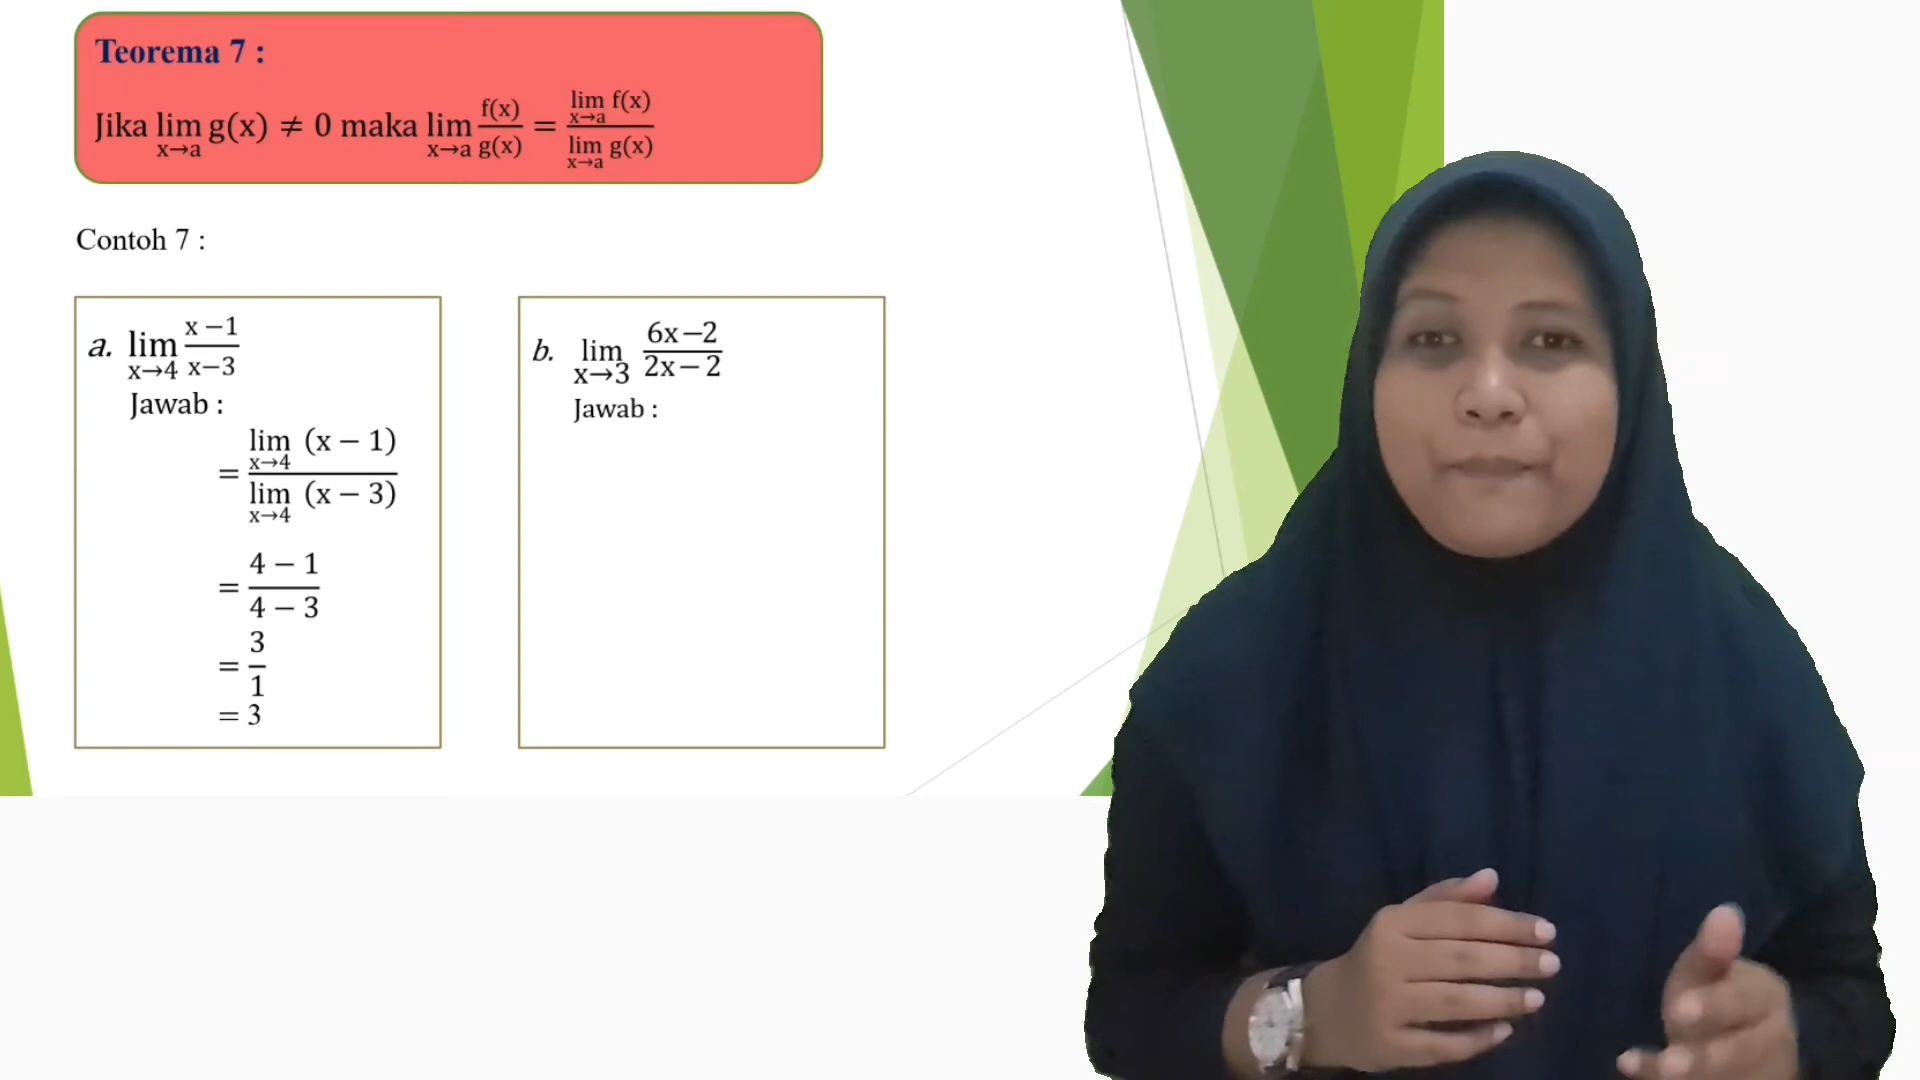 Teorema 7 :
Jika lim x→a g(x) ≠ 0 maka lim x→a f(x)/g(x) = lim x→a f(x) / lim x→a g(x)
Contoh 7 :
a. lim x→4 x −1 / x−3
Jawab :
= lim x→4 (x − 1) / lim x→4 (x − 3)
= 4 − 1 / 4 − 3
= 3 / 1
= 3
b. lim x→3 6x−2 / 2x−2
Jawab :